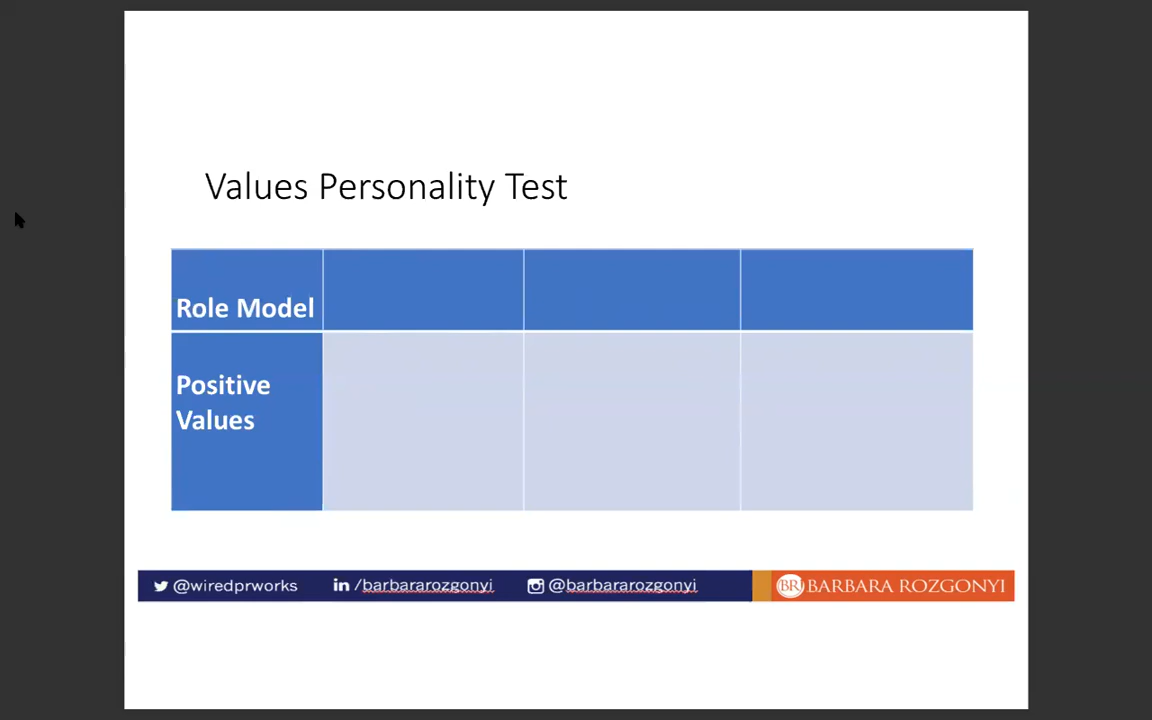 Values Personality Test
Role Model
Positive
Values
@wiredprworks in /barbararozgonyi @barbararozgonyi BR BARBARA ROZGONYI